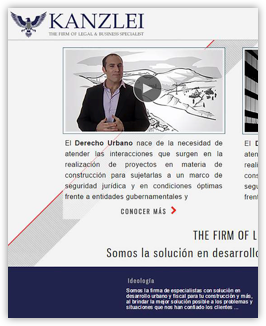 KANZLEI
THE FIRM OF LEGAL & BUSINESS SPECIALIST
El Derecho Urbano nace de la necesidad de
atender las interacciones que surgen en la
realización de proyectos en materia de
construcción para sujetarlas a un marco de
seguridad jurídica y en condiciones óptimas
frente a entidades gubernamentales y
CONOCER MÁS
THE FIRM OF L
Somos la solución en desarrollo
Ideología
Somos la firma de especialistas con solución en
desarrollo urbano y fiscal para tu construcción y más,
al brindar la mejor solución posible a los problemas y
situaciones que nos han confiado los clientes ...